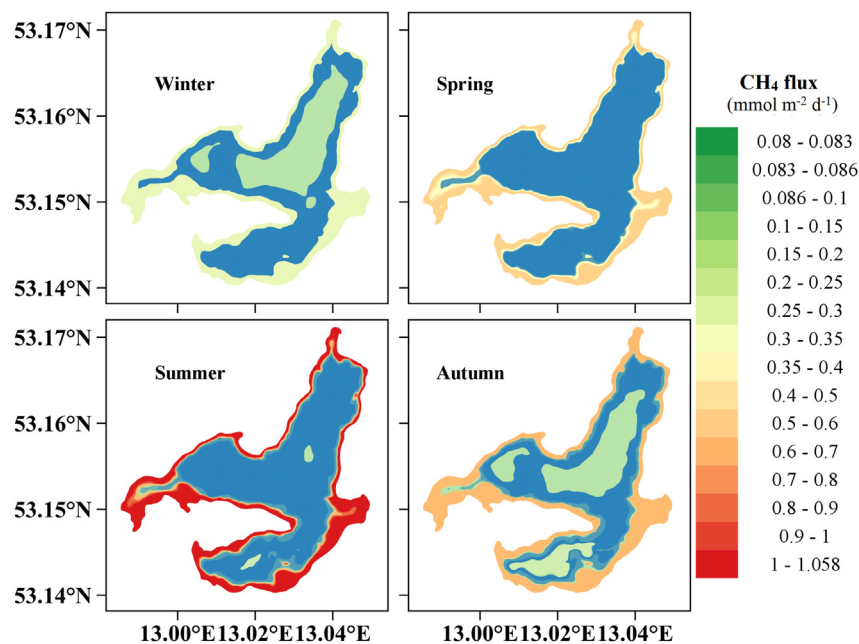 53.17°N
53.16°N
53.15°N
53.14°N
Winter
Spring
53.17°N
53.16°N
53.15°N
53.14°N
Summer
Autumn
13.00°E
13.02°E
13.04°E
13.00°E
13.02°E
13.04°E
CH₄ flux
(mmol m⁻² d⁻¹)
0.08 - 0.083
0.083 - 0.086
0.086 - 0.1
0.1 - 0.15
0.15 - 0.2
0.2 - 0.25
0.25 - 0.3
0.3 - 0.35
0.35 - 0.4
0.4 - 0.5
0.5 - 0.6
0.6 - 0.7
0.7 - 0.8
0.8 - 0.9
0.9 - 1
1 - 1.058